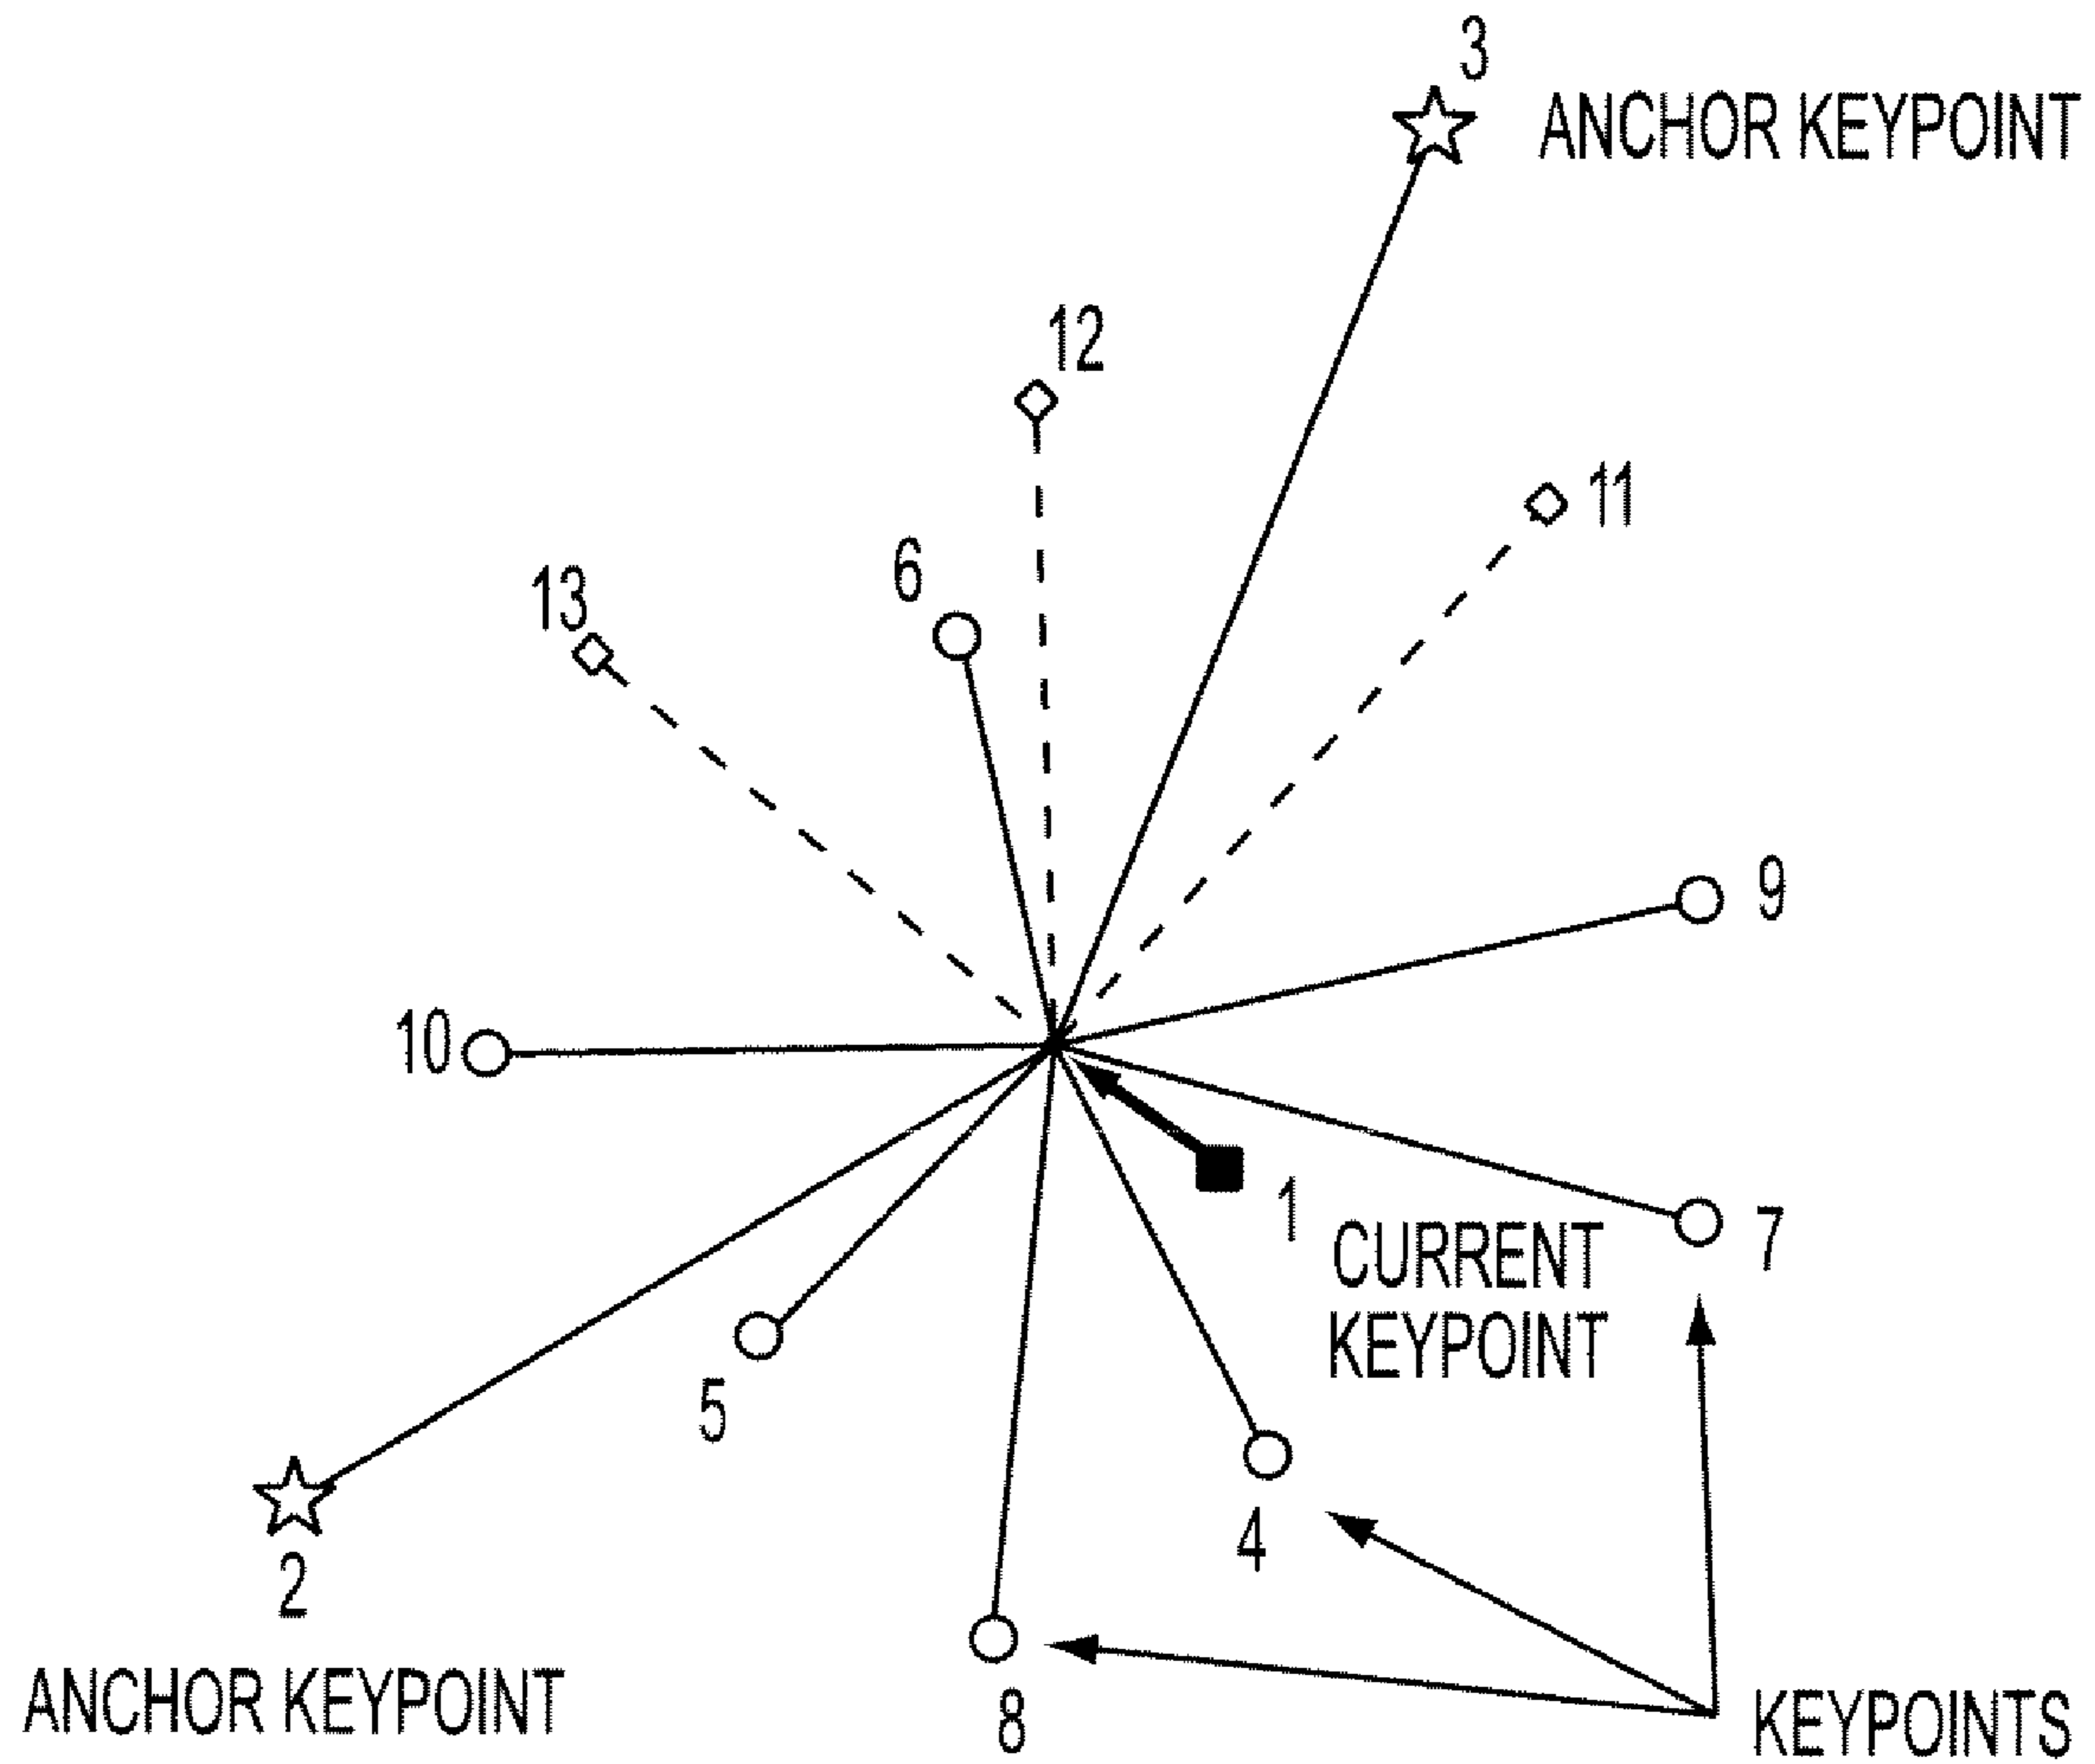 3
ANCHOR KEYPOINT
12
11
6
13
9
10
1
CURRENT
KEYPOINT
7
5
4
2
ANCHOR KEYPOINT
8
KEYPOINTS